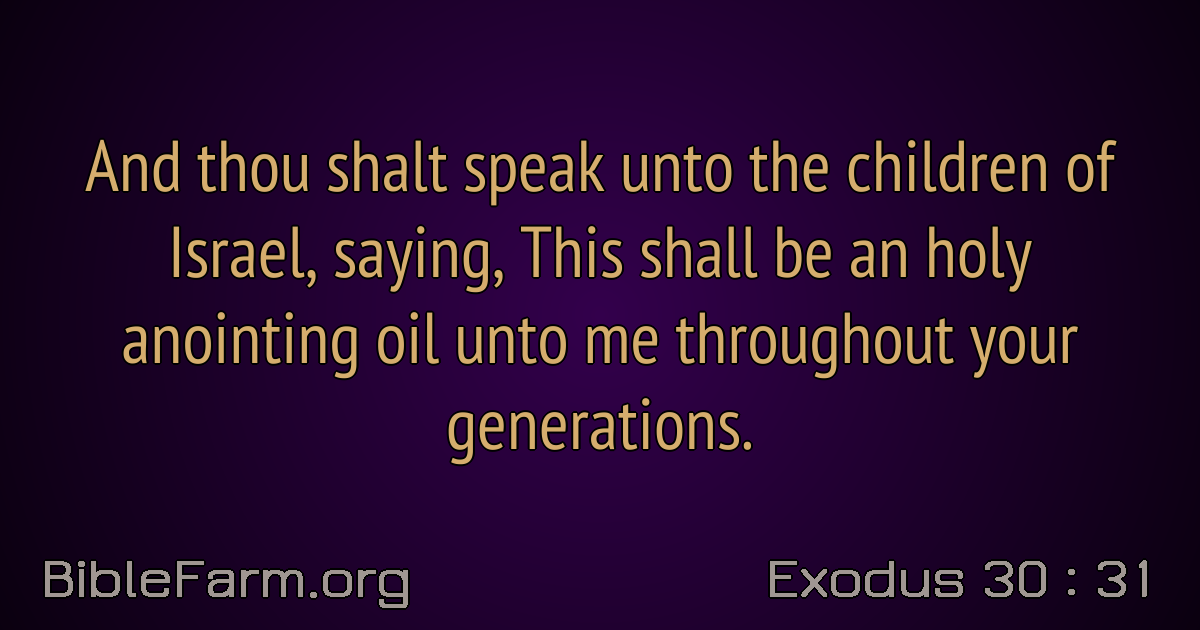 And thou shalt speak unto the children of
Israel, saying, This shall be an holy
anointing oil unto me throughout your
generations.
BibleFarm.org
Exodus 30 : 31